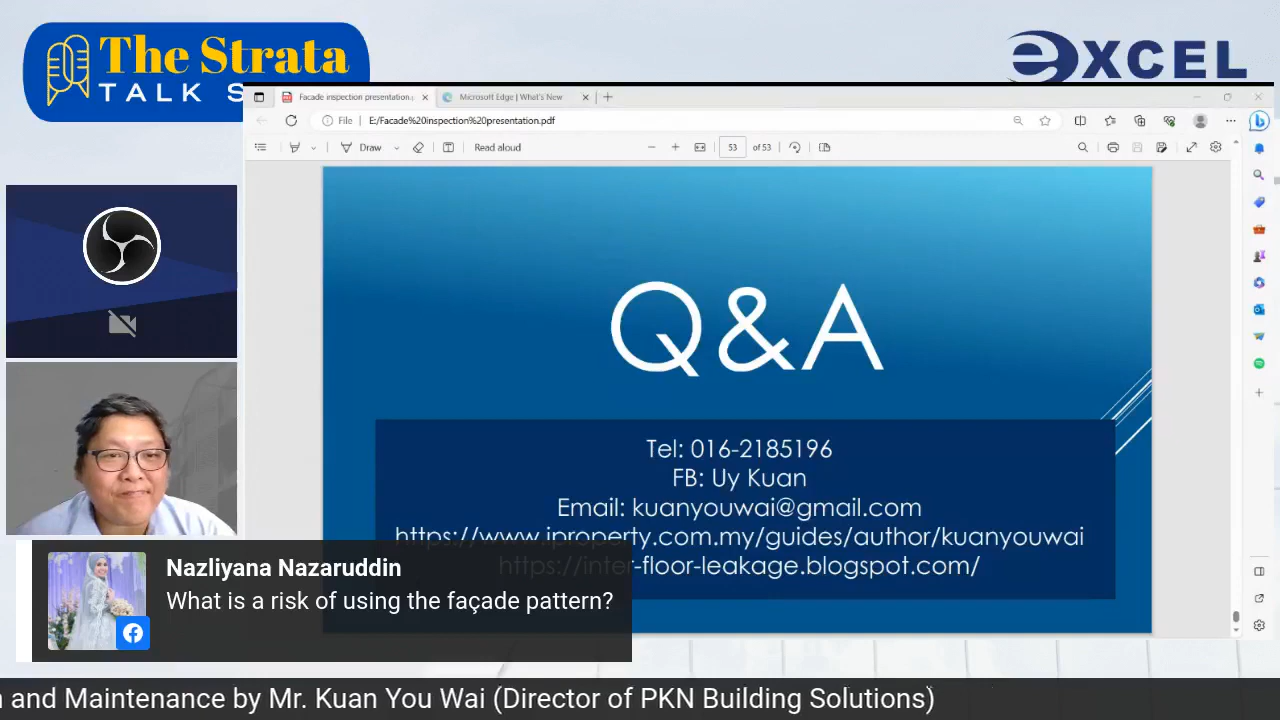 The Strata
TALK S
eXCEL
Facade inspection presentation.
Microsoft Edge | What's New
File
E:/Facade%20inspection%20presentation.pdf
Draw
Read aloud
53
of 53
Q&A
Tel: 016-2185196
FB: Uy Kuan
Email: kuanyouwai@gmail.com
https://www.iproperty.com.my/guides/author/kuanyouwai
https://inter-floor-leakage.blogspot.com/
Nazliyana Nazaruddin
What is a risk of using the façade pattern?
and Maintenance by Mr. Kuan You Wai (Director of PKN Building Solutions)